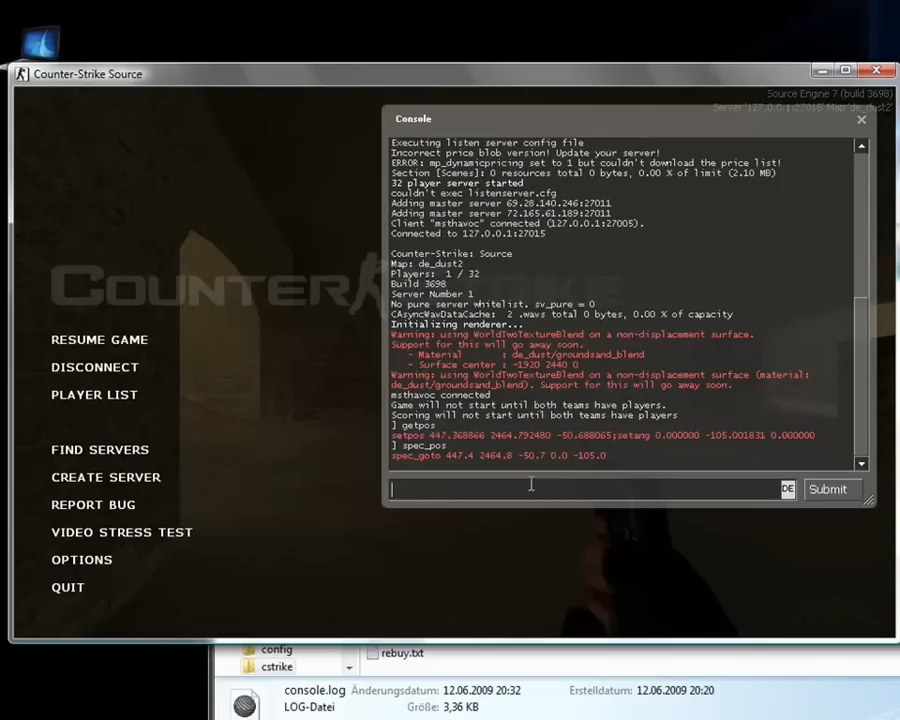 Counter-Strike Source
Source Engine 7 (build 3698)
Server '127.0.0.1:27015' Map 'de_dust2'
Console
Executing listen server config file
Incorrect price blob version! Update your server!
ERROR: mp_dynamicpricing set to 1 but couldn't download the price list!
Section [Scenes]: 0 resources total 0 bytes, 0.00 % of limit (2.10 MB)
32 player server started
couldn't exec listenserver.cfg
Adding master server 69.28.140.246:27011
Adding master server 72.165.61.189:27011
Client "msthavoc" connected (127.0.0.1:27005).
Connected to 127.0.0.1:27015
Counter-Strike: Source
Map: de_dust2
Players: 1 / 32
Build 3698
Server Number 1
No pure server whitelist. sv_pure = 0
CAsyncWavDataCache: 2 .wavs total 0 bytes, 0.00 % of capacity
Initializing renderer...
Warning: using WorldTwoTextureBlend on a non-displacement surface.
Support for this will go away soon.
- Material : de_dust/groundsand_blend
- Surface center : -1920 2440 0
Warning: using WorldTwoTextureBlend on a non-displacement surface (material:
de_dust/groundsand_blend). Support for this will go away soon.
msthavoc connected
Game will not start until both teams have players.
Scoring will not start until both teams have players
] getpos
setpos 447.368866 2464.792480 -50.688065;setang 0.000000 -105.001831 0.000000
] spec_pos
spec_goto 447.4 2464.8 -50.7 0.0 -105.0
DE
Submit
COUNTER STRIKE
RESUME GAME
DISCONNECT
PLAYER LIST
FIND SERVERS
CREATE SERVER
REPORT BUG
VIDEO STRESS TEST
OPTIONS
QUIT
config
cstrike
rebuy.txt
console.log Änderungsdatum: 12.06.2009 20:32 Erstelldatum: 12.06.2009 20:20
LOG-Datei Größe: 3,36 KB